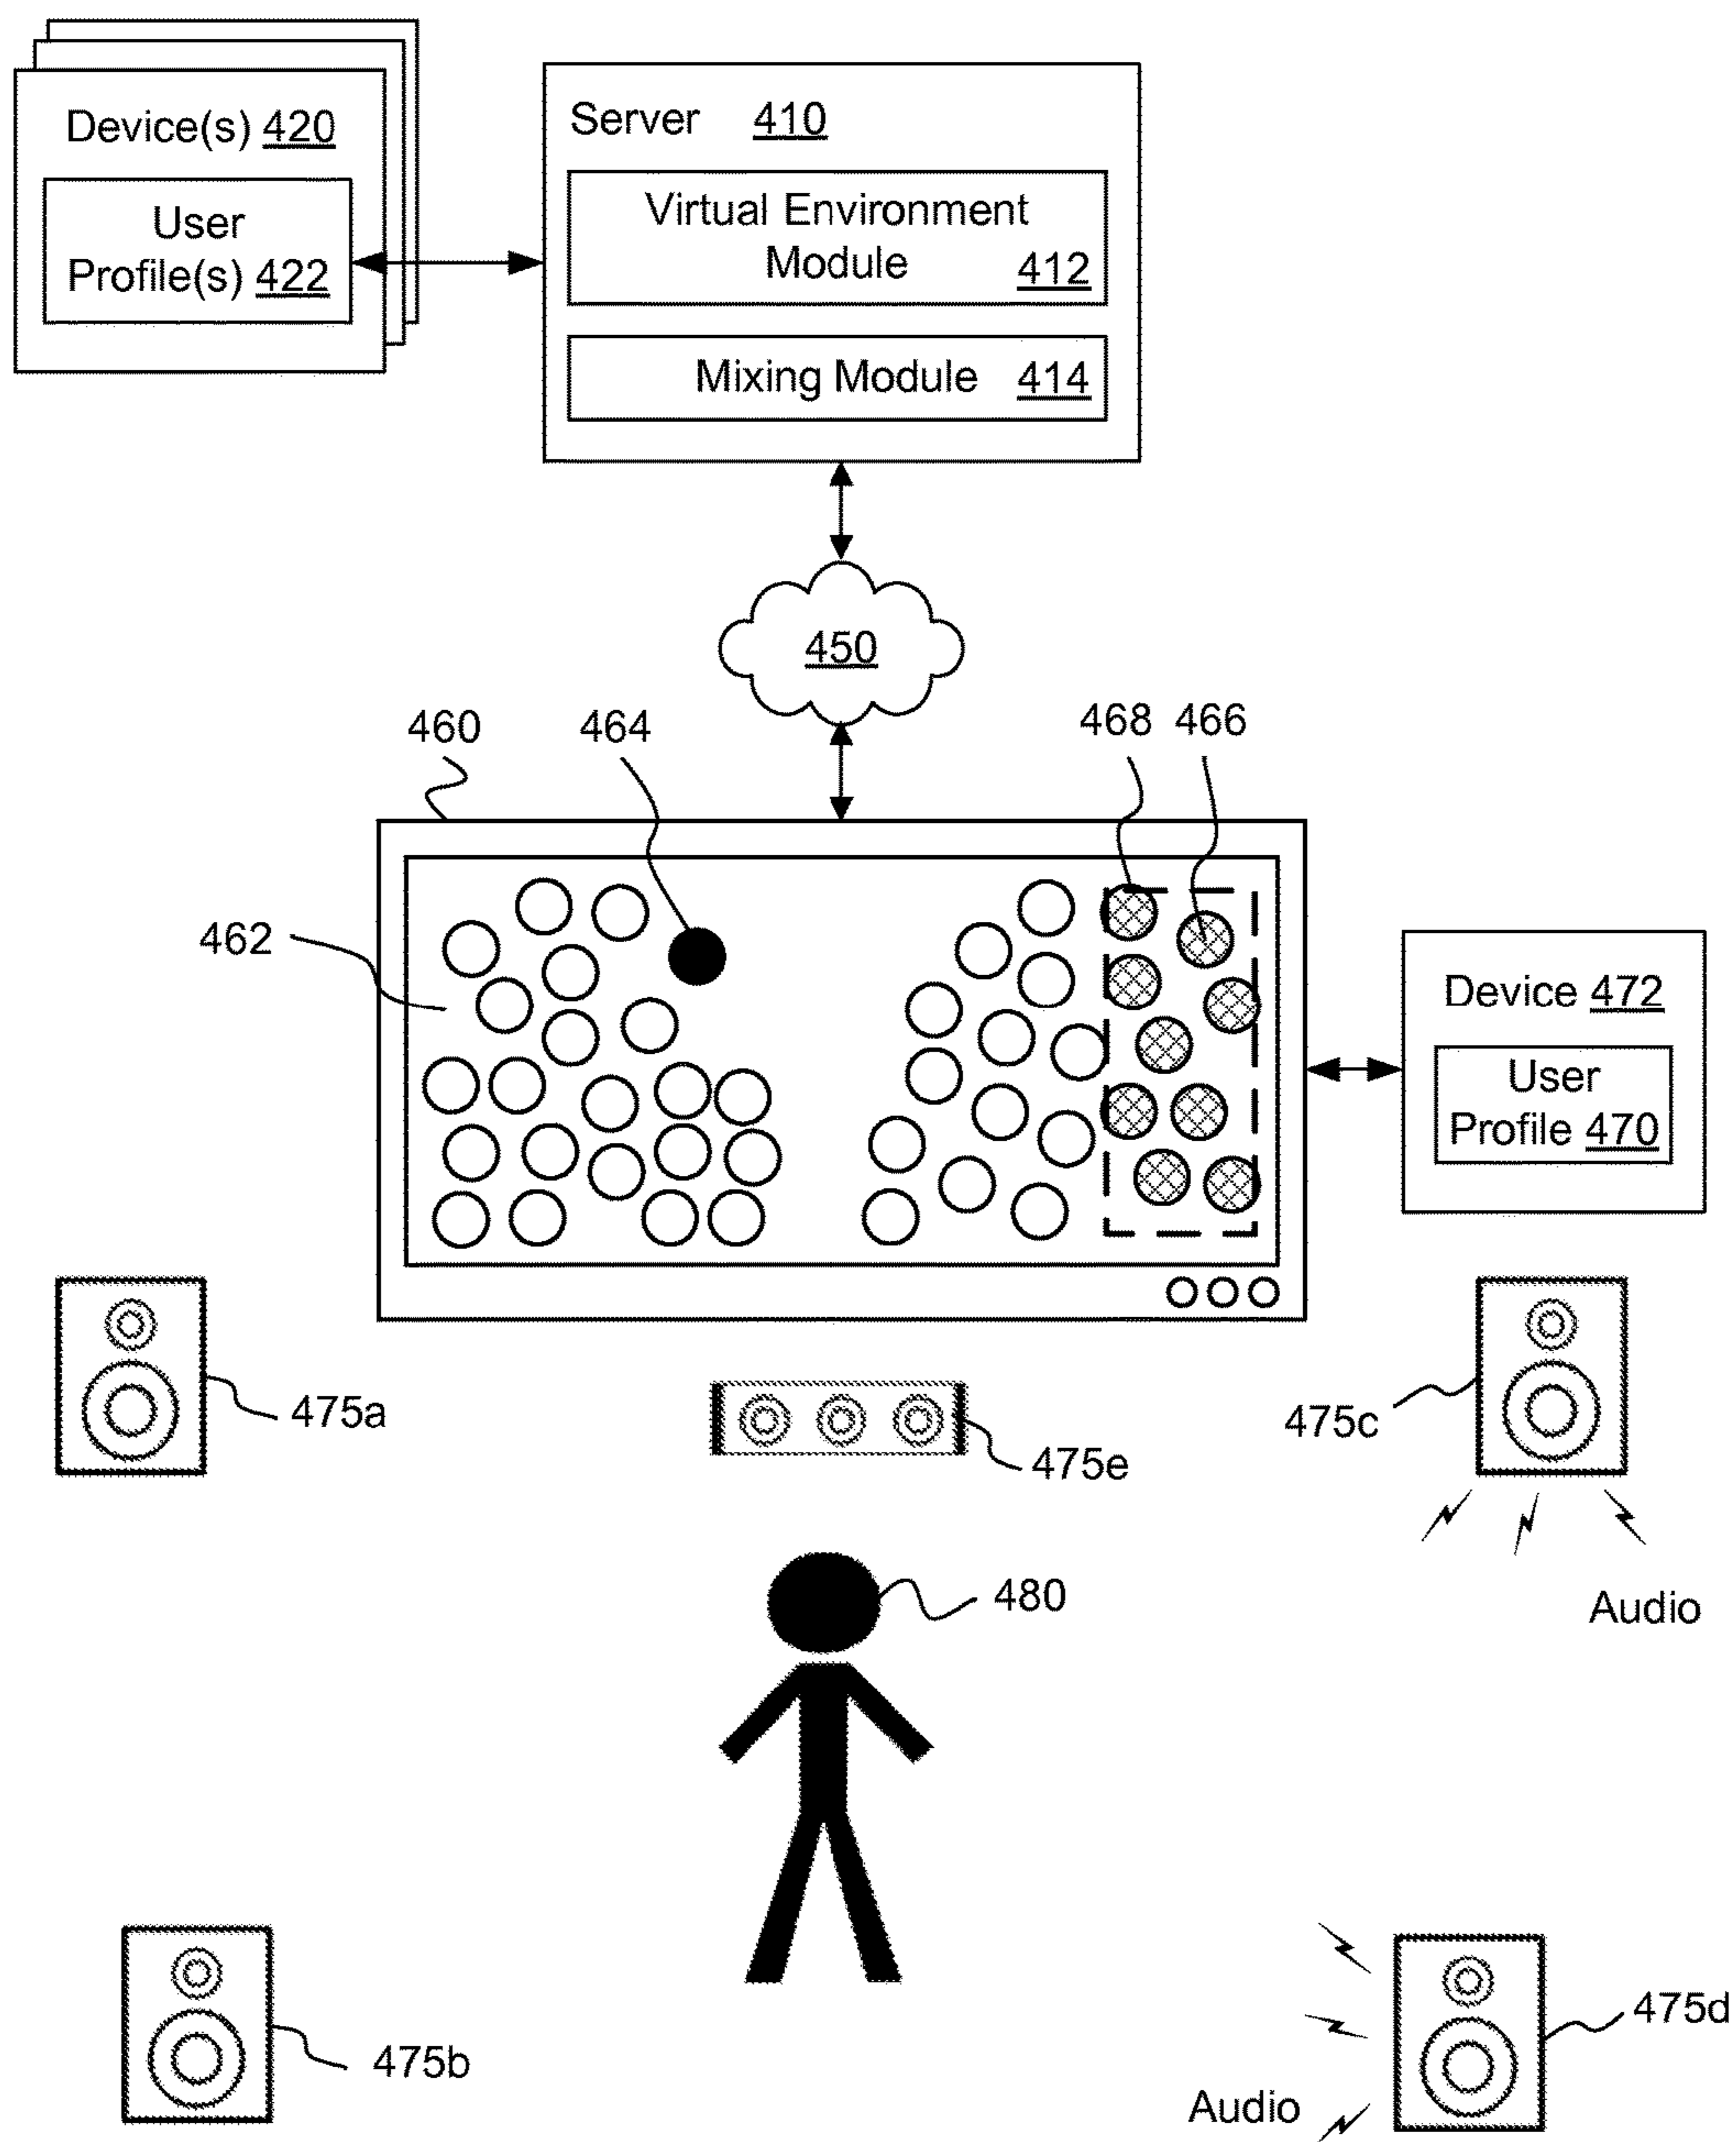 Device(s) 420
User
Profile(s) 422
Server 410
Virtual Environment
Module 412
Mixing Module 414
450
460
464
468
466
462
Device 472
User
Profile 470
475a
475e
475c
480
Audio
475b
475d
Audio